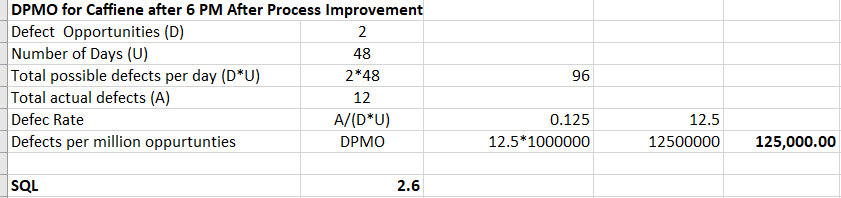 DPMO for Caffiene after 6 PM After Process Improvement
Defect Opportunities (D) 2
Number of Days (U) 48
Total possible defects per day (D*U) 2*48 96
Total actual defects (A) 12
Defec Rate A/(D*U) 0.125 12.5
Defects per million oppurtunties DPMO 12.5*1000000 12500000 125,000.00
SQL 2.6